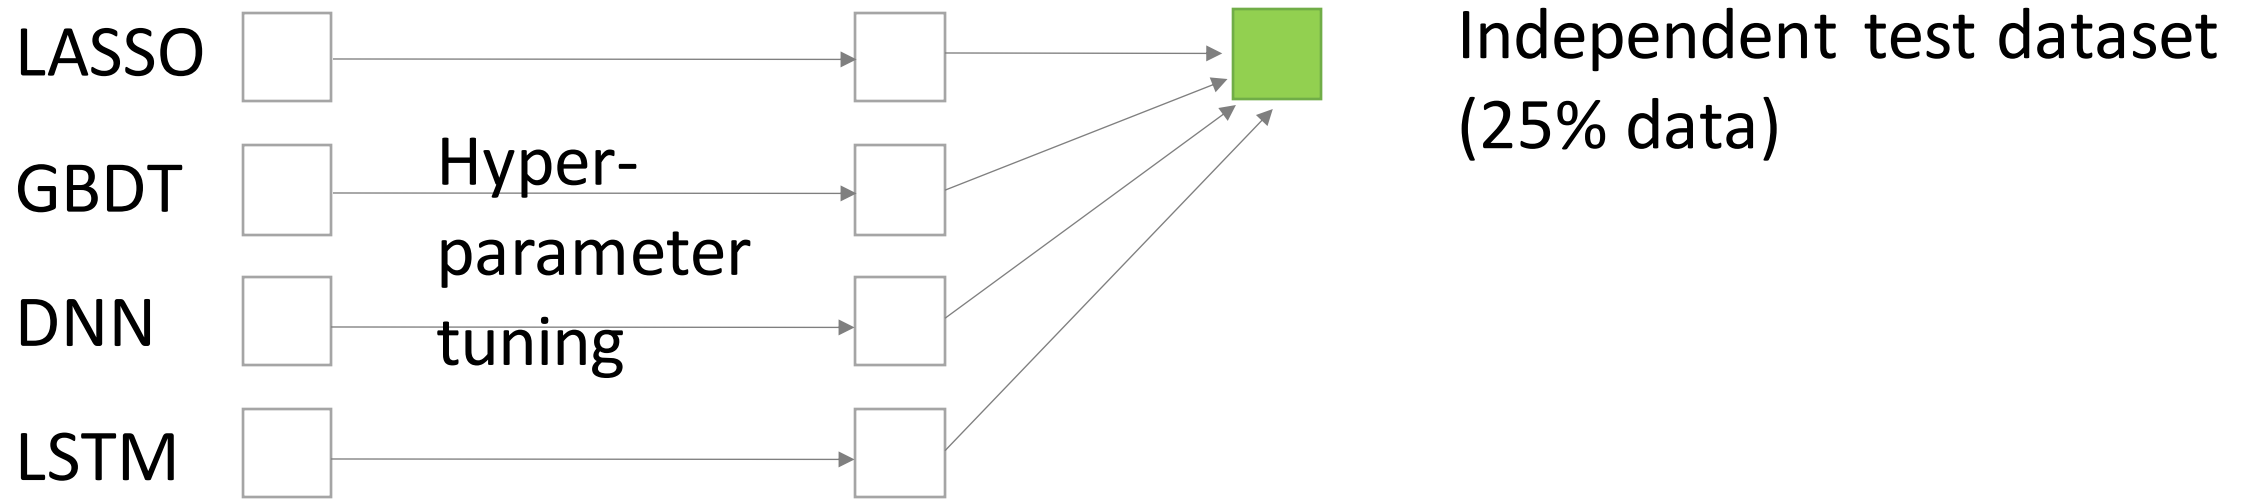 LASSO
GBDT
DNN
LSTM
Hyper-
parameter
tuning
Independent test dataset
(25% data)